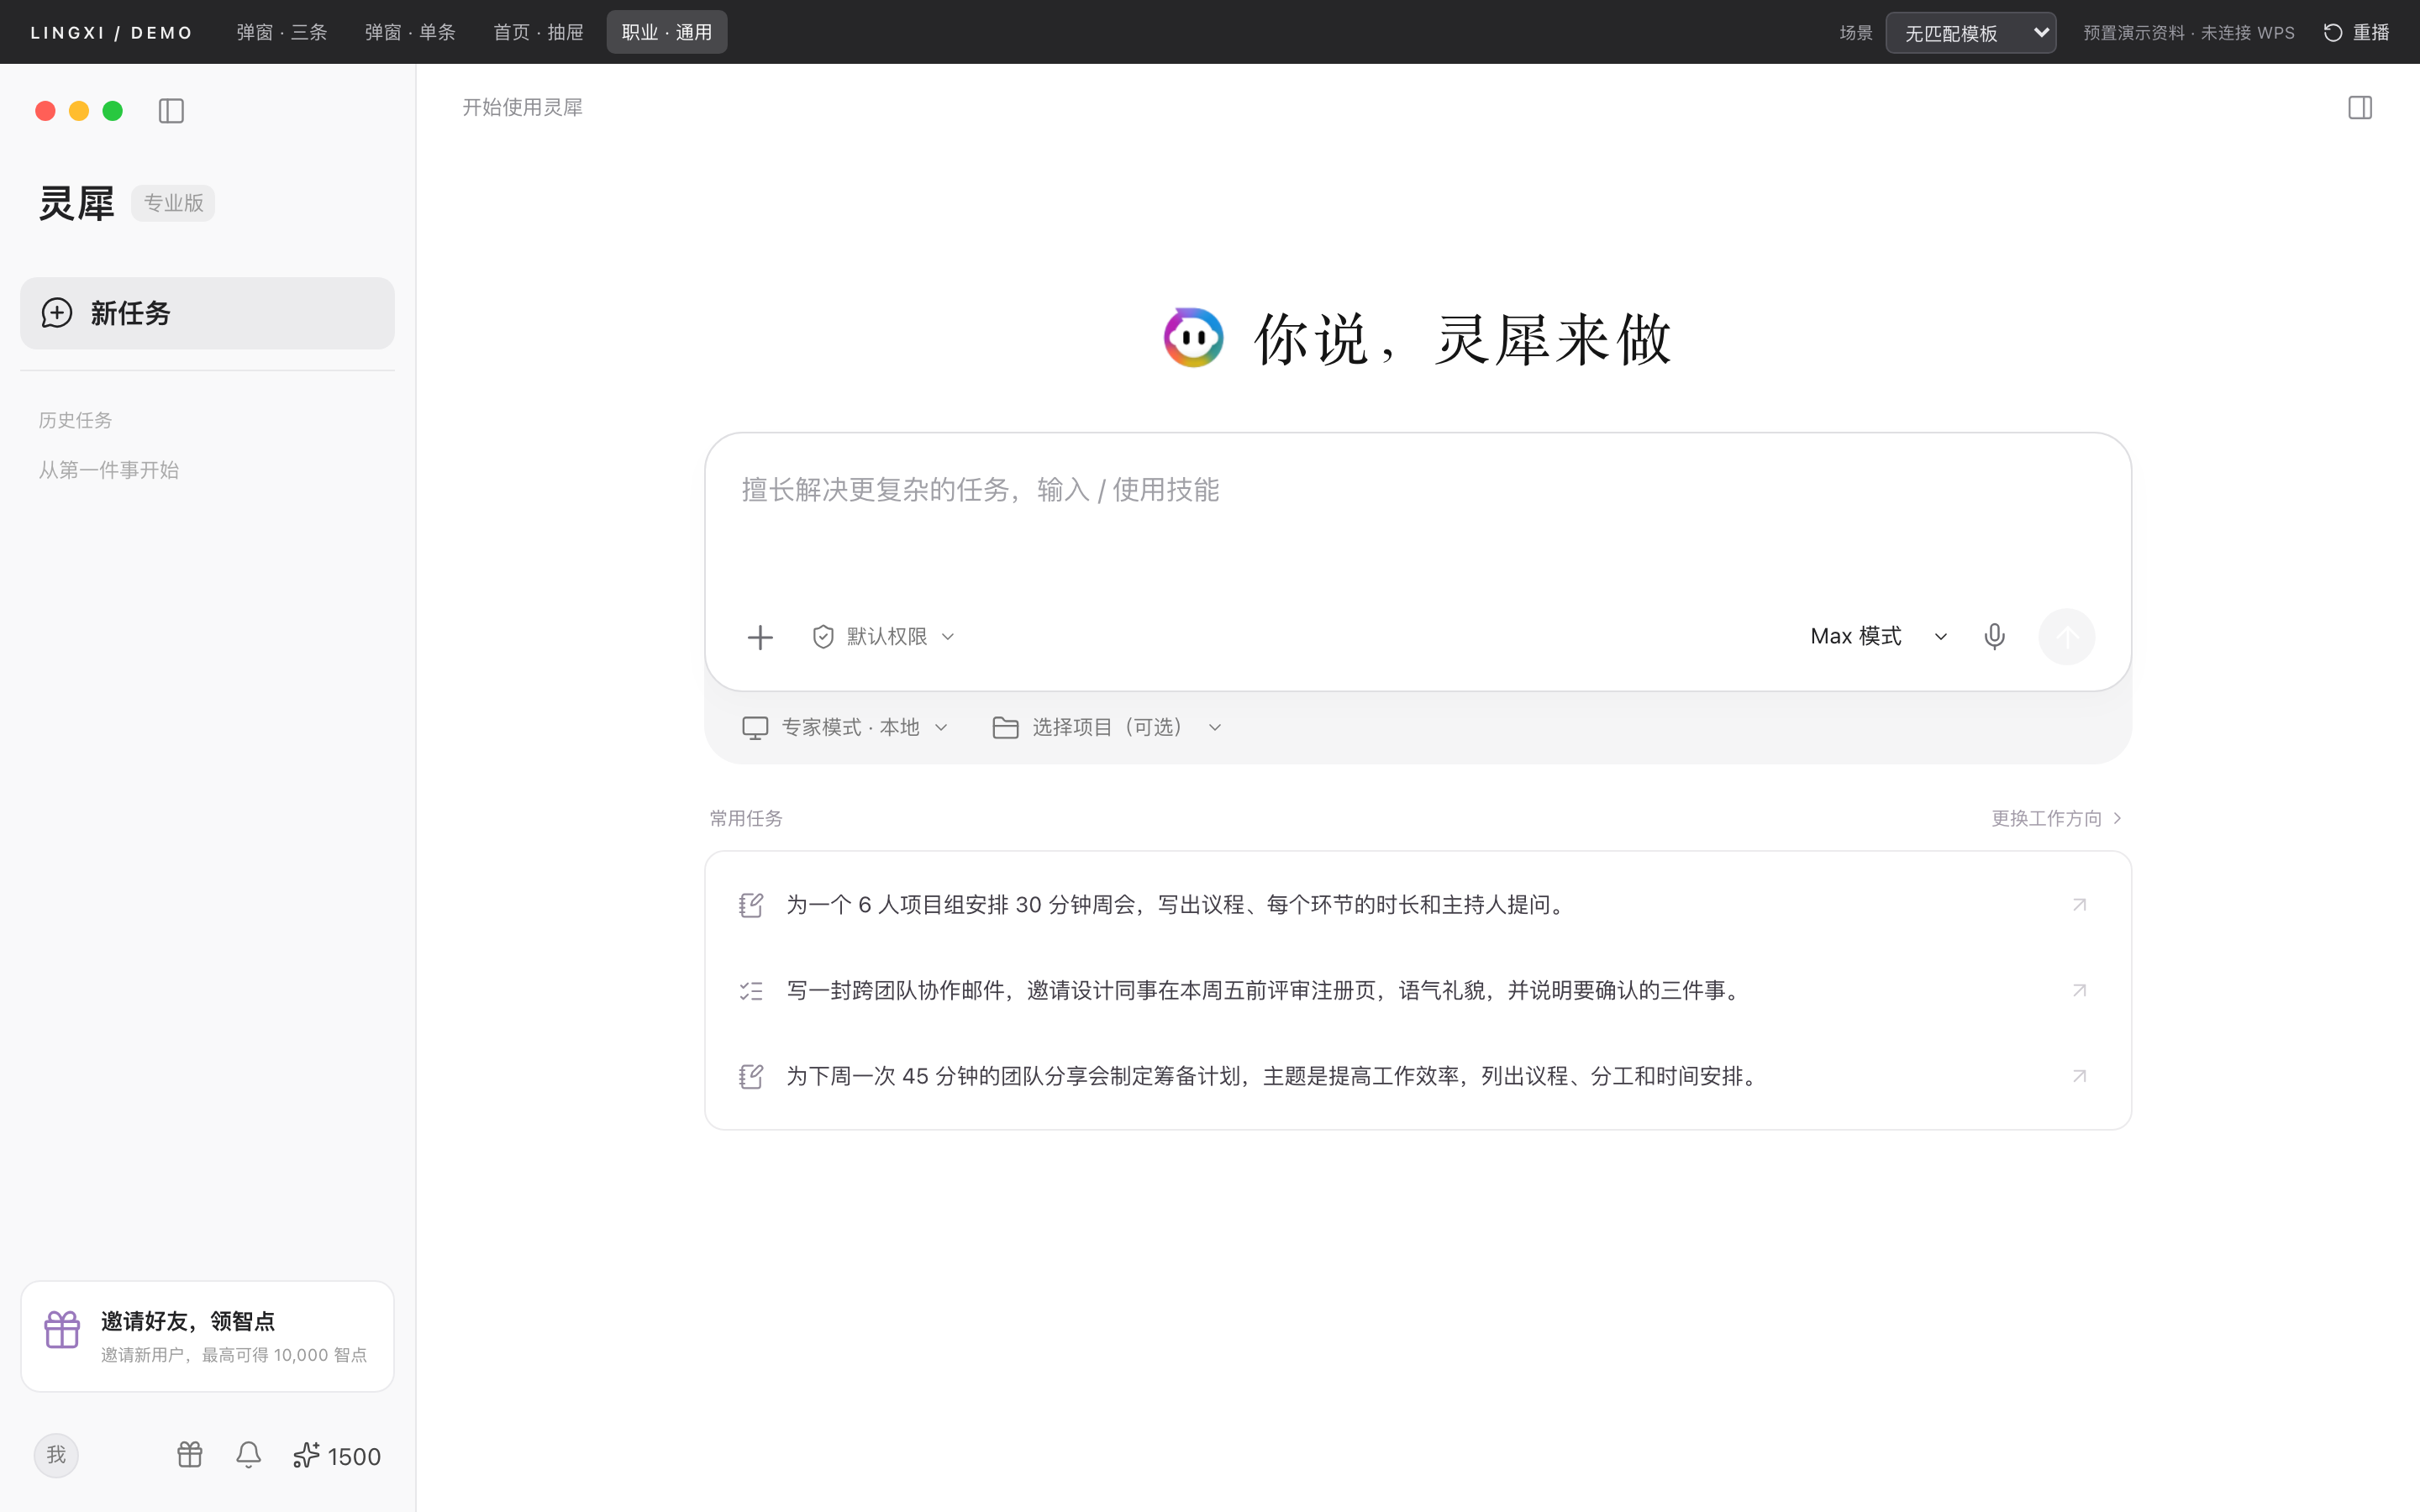 LINGXI / DEMO
弹窗 · 三条
弹窗 · 单条
首页 · 抽屉
职业 · 通用
场景
无匹配模板
预置演示资料 · 未连接 WPS
重播
灵犀
专业版
新任务
历史任务
从第一件事开始
邀请好友，领智点
邀请新用户，最高可得 10,000 智点
我
1500
开始使用灵犀
你说，灵犀来做
擅长解决更复杂的任务，输入 / 使用技能
默认权限
Max 模式
专家模式 · 本地
选择项目（可选）
常用任务
更换工作方向
为一个 6 人项目组安排 30 分钟周会，写出议程、每个环节的时长和主持人提问。
写一封跨团队协作邮件，邀请设计同事在本周五前评审注册页，语气礼貌，并说明要确认的三件事。
为下周一次 45 分钟的团队分享会制定筹备计划，主题是提高工作效率，列出议程、分工和时间安排。